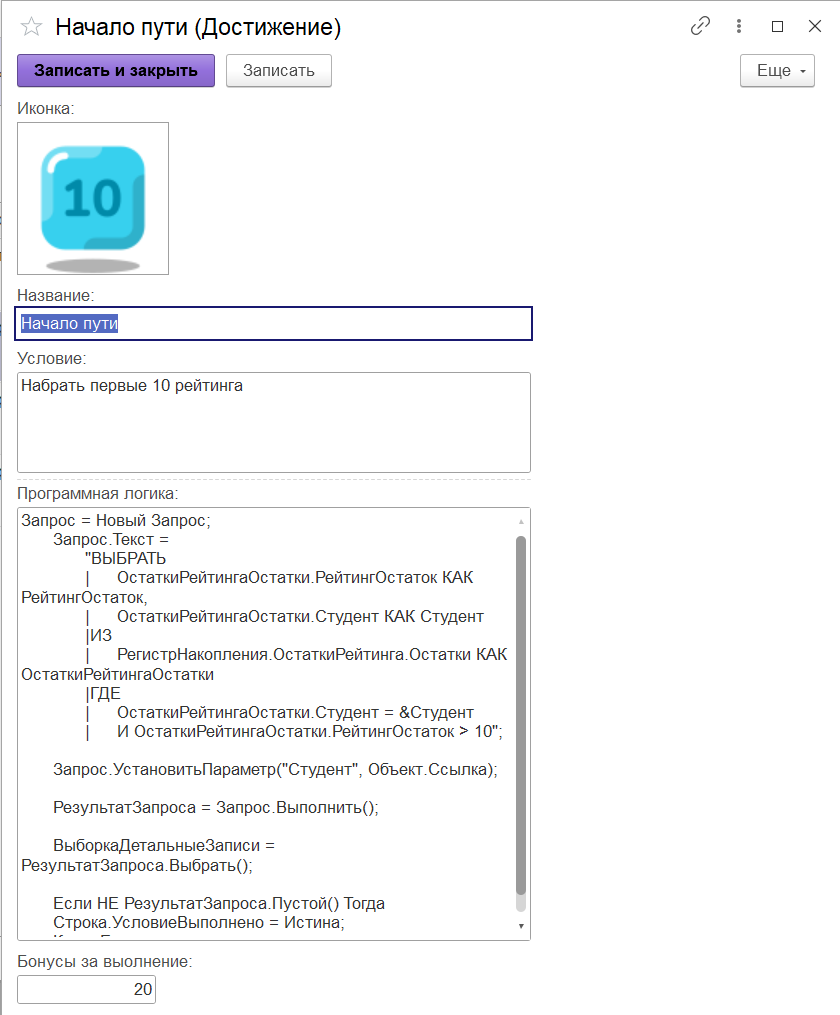 Начало пути (Достижение)
Записать и закрыть
Записать
Еще
Иконка:
10
Название:
Начало пути
Условие:
Набрать первые 10 рейтинга
Программная логика:
Запрос = Новый Запрос;
Запрос.Текст =
"ВЫБРАТЬ
| ОстаткиРейтингаОстатки.РейтингОстаток КАК
РейтингОстаток,
| ОстаткиРейтингаОстатки.Студент КАК Студент
|ИЗ
| РегистрНакопления.ОстаткиРейтинга.Остатки КАК
ОстаткиРейтингаОстатки
|ГДЕ
| ОстаткиРейтингаОстатки.Студент = &Студент
| И ОстаткиРейтингаОстатки.РейтингОстаток > 10";
Запрос.УстановитьПараметр("Студент", Объект.Ссылка);
РезультатЗапроса = Запрос.Выполнить();
ВыборкаДетальныеЗаписи =
РезультатЗапроса.Выбрать();
Если НЕ РезультатЗапроса.Пустой() Тогда
Строка.УсловиеВыполнено = Истина;
Бонусы за выолнение:
20